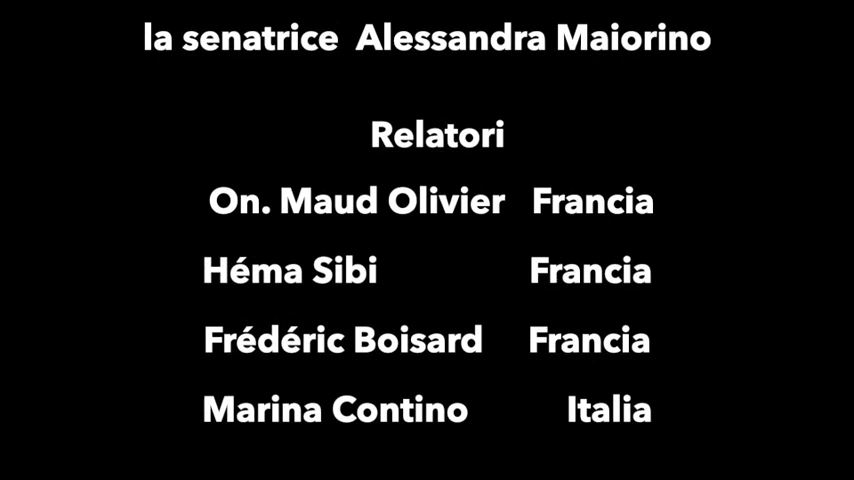 la senatrice Alessandra Maiorino
Relatori
On. Maud Olivier Francia
Héma Sibi Francia
Frédéric Boisard Francia
Marina Contino Italia